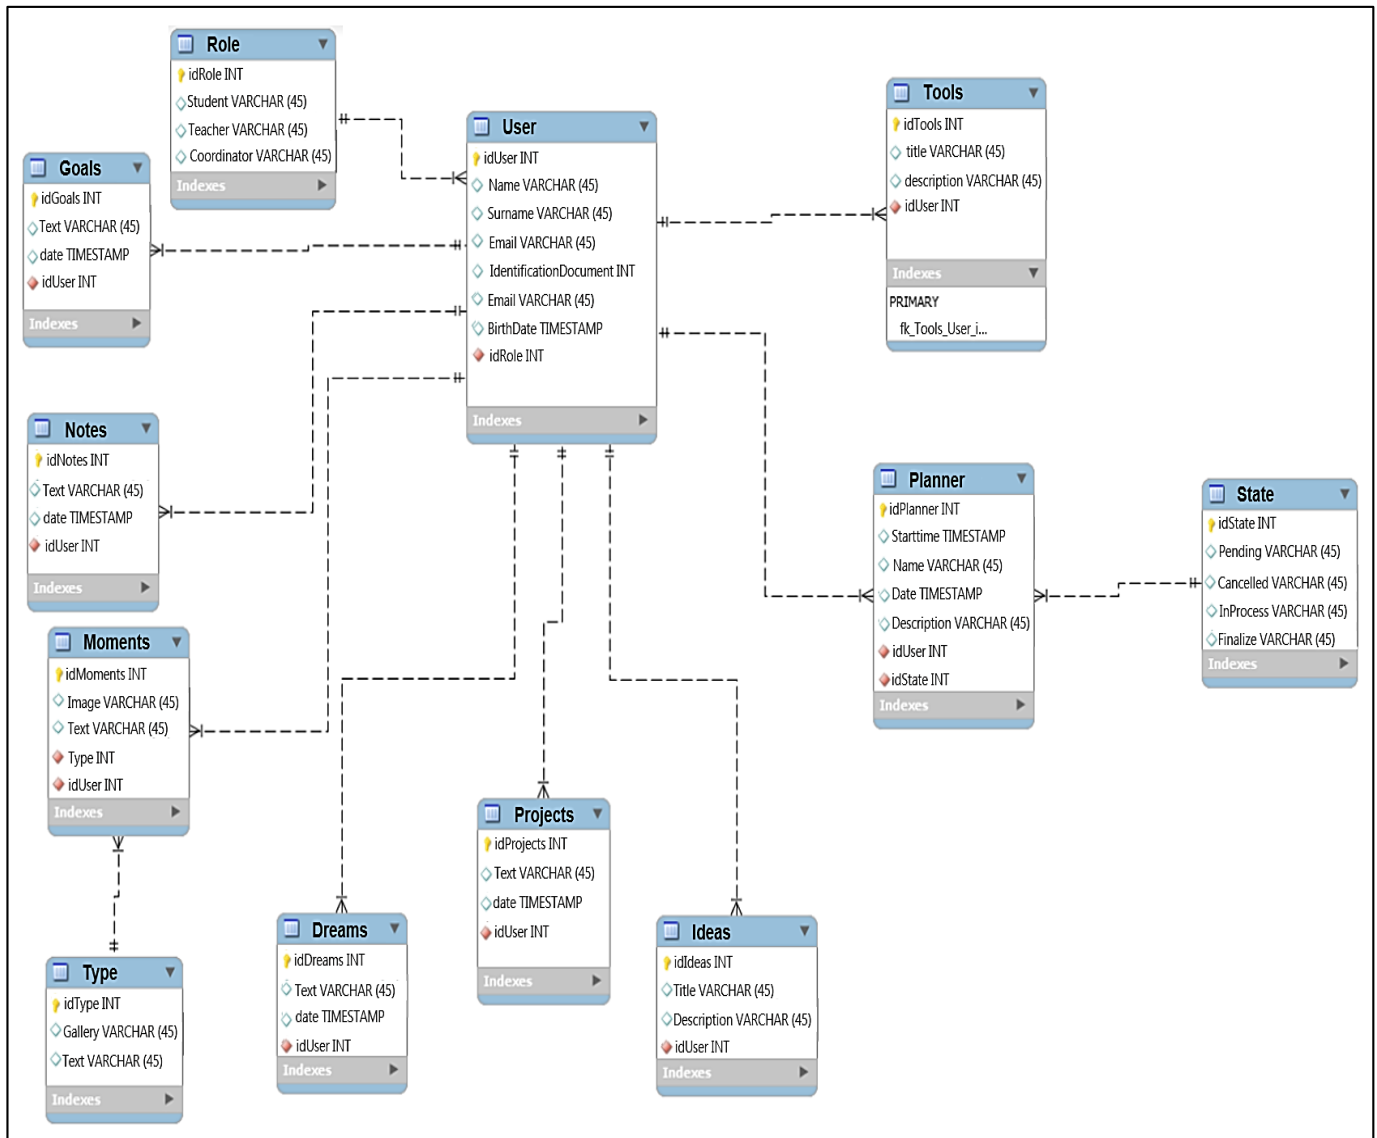 Role
idRole INT
Student VARCHAR (45)
Teacher VARCHAR (45)
Coordinator VARCHAR (45)
Indexes
Goals
idGoals INT
Text VARCHAR (45)
date TIMESTAMP
idUser INT
Indexes
User
idUser INT
Name VARCHAR (45)
Surname VARCHAR (45)
Email VARCHAR (45)
IdentificationDocument INT
Email VARCHAR (45)
BirthDate TIMESTAMP
idRole INT
Indexes
Tools
idTools INT
title VARCHAR (45)
description VARCHAR (45)
idUser INT
Indexes
PRIMARY
fk_Tools_User_i...
Notes
idNotes INT
Text VARCHAR (45)
date TIMESTAMP
idUser INT
Indexes
Planner
idPlanner INT
Starttime TIMESTAMP
Name VARCHAR (45)
Date TIMESTAMP
Description VARCHAR (45)
idUser INT
idState INT
Indexes
State
idState INT
Pending VARCHAR (45)
Cancelled VARCHAR (45)
InProcess VARCHAR (45)
Finalize VARCHAR (45)
Indexes
Moments
idMoments INT
Image VARCHAR (45)
Text VARCHAR (45)
Type INT
idUser INT
Indexes
Type
idType INT
Gallery VARCHAR (45)
Text VARCHAR (45)
Indexes
Dreams
idDreams INT
Text VARCHAR (45)
date TIMESTAMP
idUser INT
Indexes
Projects
idProjects INT
Text VARCHAR (45)
date TIMESTAMP
idUser INT
Indexes
Ideas
idIdeas INT
Title VARCHAR (45)
Description VARCHAR (45)
idUser INT
Indexes